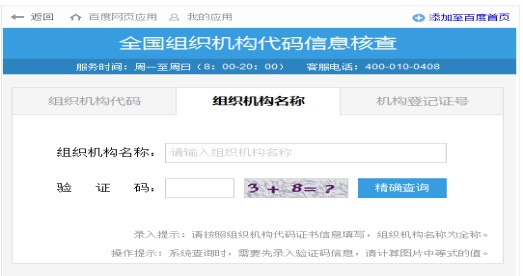 返回 百度网页应用 我的应用 添加至百度首页
全国组织机构代码信息核查
服务时间：周一至周日（8：00-20：00） 客服电话：400-010-0408
组织机构代码 组织机构名称 机构登记证号
组织机构名称： 请输入组织机构名称
验 证 码： 3 + 8= ? 精确查询
录入提示：请按照组织机构代码证书信息填写，组织机构名称为全称。
操作提示：系统查询时，需要先录入验证码信息，请计算图片中等式的值。